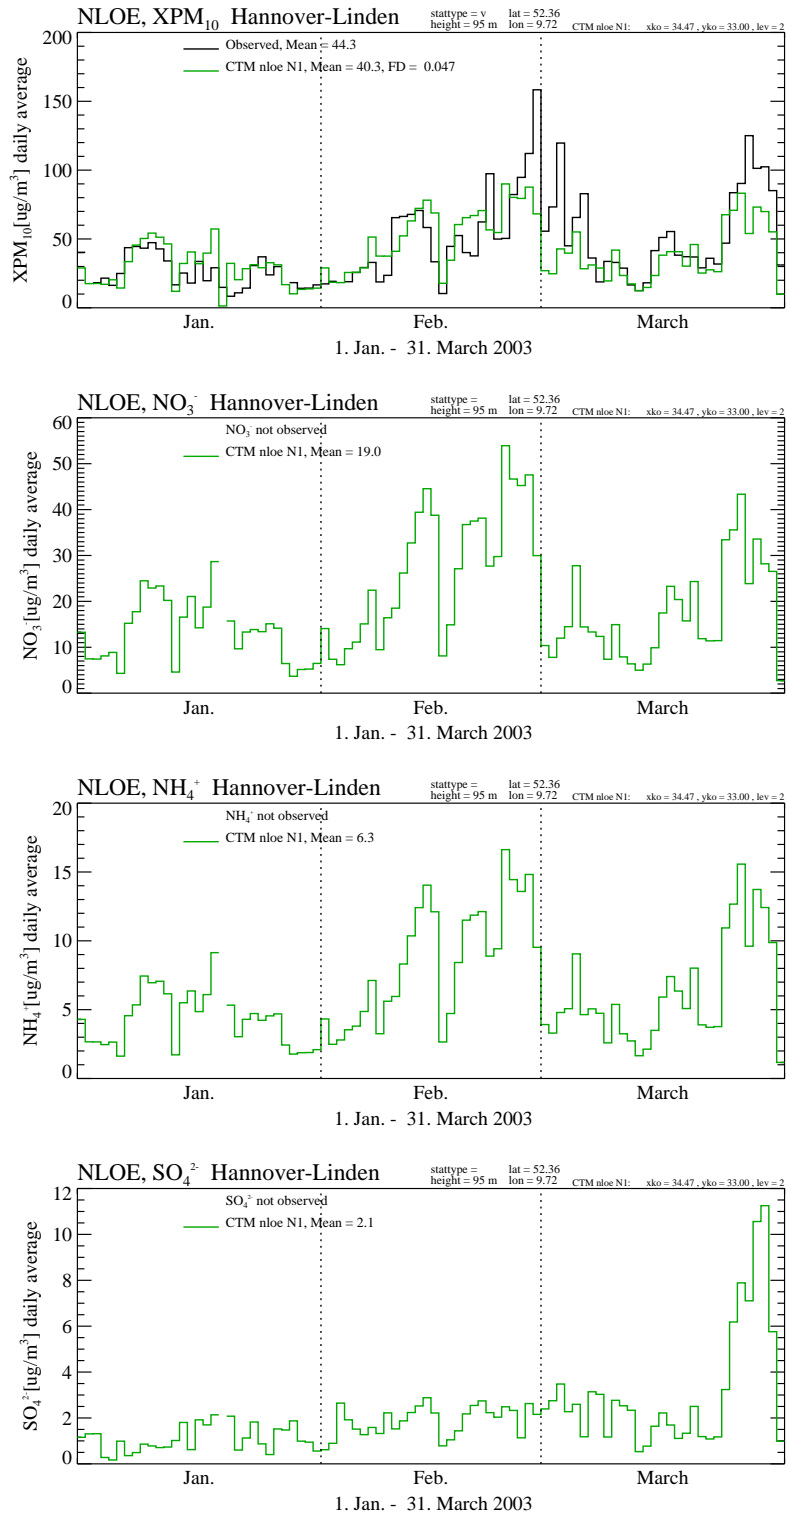 NLOE, XPM₁₀ Hannover-Linden
stattype = v lat = 52.36
height = 95 m lon = 9.72 CTM nloe N1: xko = 34.47 , yko = 33.00 , lev = 2
Observed, Mean = 44.3
CTM nloe N1, Mean = 40.3, FD = 0.047
XPM₁₀[ug/m³] daily average
200
150
100
50
0
Jan. Feb. March
1. Jan. - 31. March 2003
NLOE, NO₃⁻ Hannover-Linden
stattype = lat = 52.36
height = 95 m lon = 9.72 CTM nloe N1: xko = 34.47 , yko = 33.00 , lev = 2
NO₃⁻ not observed
CTM nloe N1, Mean = 19.0
NO₃⁻[ug/m³] daily average
60
50
40
30
20
10
0
Jan. Feb. March
1. Jan. - 31. March 2003
NLOE, NH₄⁺ Hannover-Linden
stattype = lat = 52.36
height = 95 m lon = 9.72 CTM nloe N1: xko = 34.47 , yko = 33.00 , lev = 2
NH₄⁺ not observed
CTM nloe N1, Mean = 6.3
NH₄⁺[ug/m³] daily average
20
15
10
5
0
Jan. Feb. March
1. Jan. - 31. March 2003
NLOE, SO₄²⁻ Hannover-Linden
stattype = lat = 52.36
height = 95 m lon = 9.72 CTM nloe N1: xko = 34.47 , yko = 33.00 , lev = 2
SO₄²⁻ not observed
CTM nloe N1, Mean = 2.1
SO₄²⁻[ug/m³] daily average
12
10
8
6
4
2
0
Jan. Feb. March
1. Jan. - 31. March 2003